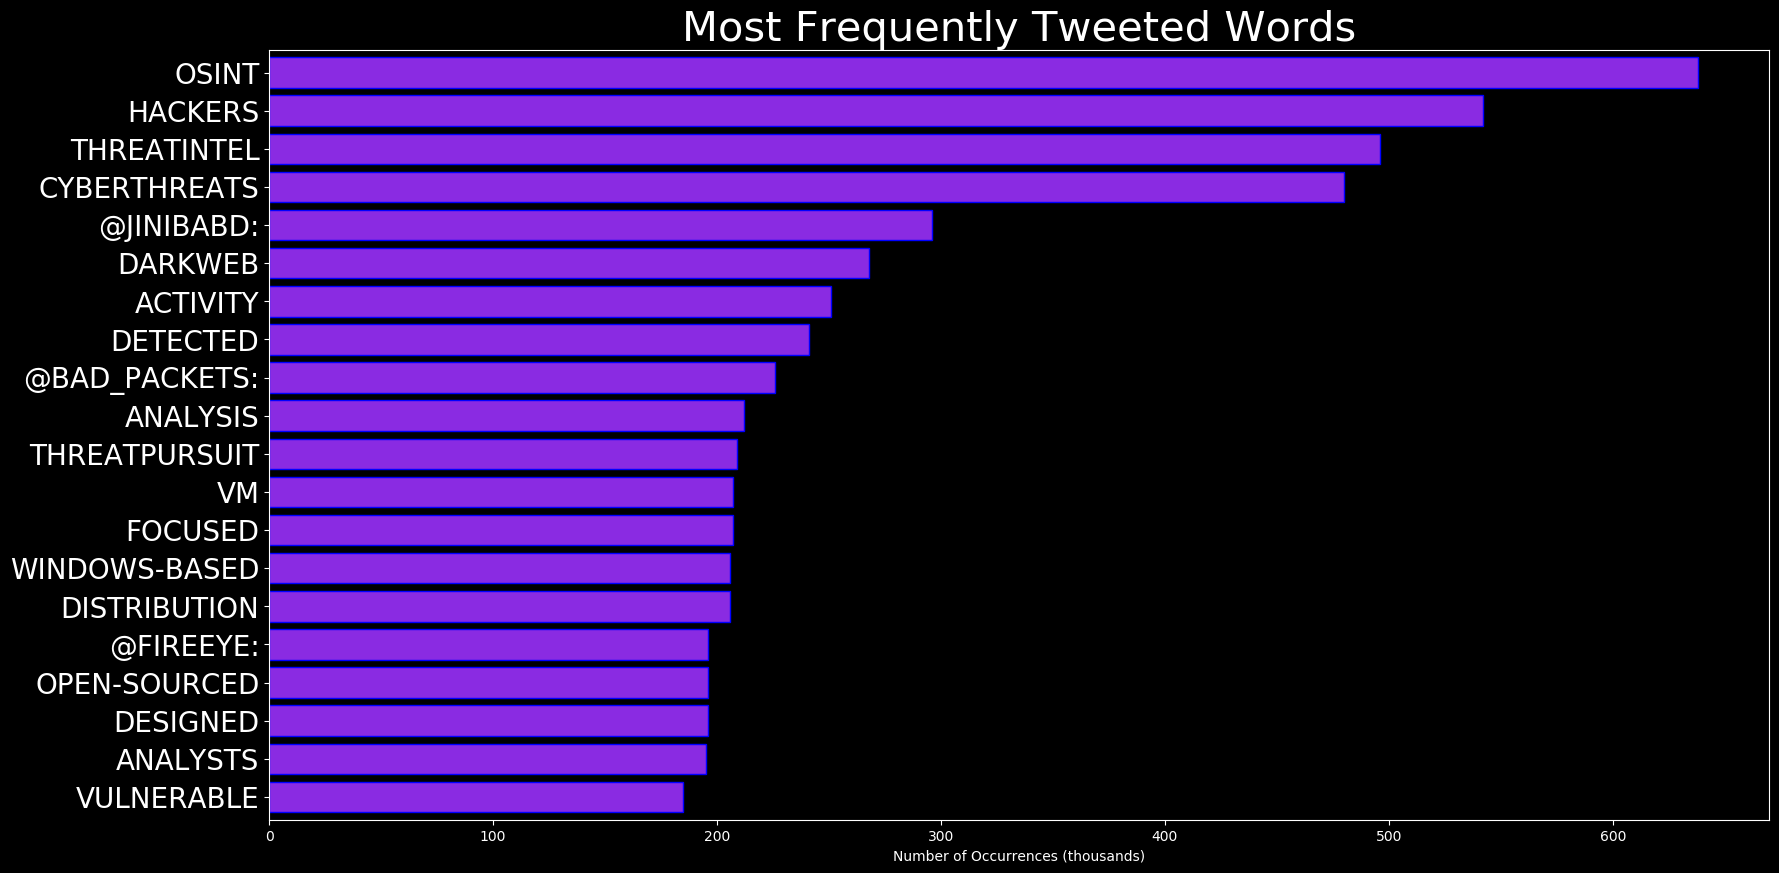 Most Frequently Tweeted Words
OSINT
HACKERS
THREATINTEL
CYBERTHREATS
@JINIBABD:
DARKWEB
ACTIVITY
DETECTED
@BAD_PACKETS:
ANALYSIS
THREATPURSUIT
VM
FOCUSED
WINDOWS-BASED
DISTRIBUTION
@FIREEYE:
OPEN-SOURCED
DESIGNED
ANALYSTS
VULNERABLE
0 100 200 300 400 500 600
Number of Occurrences (thousands)